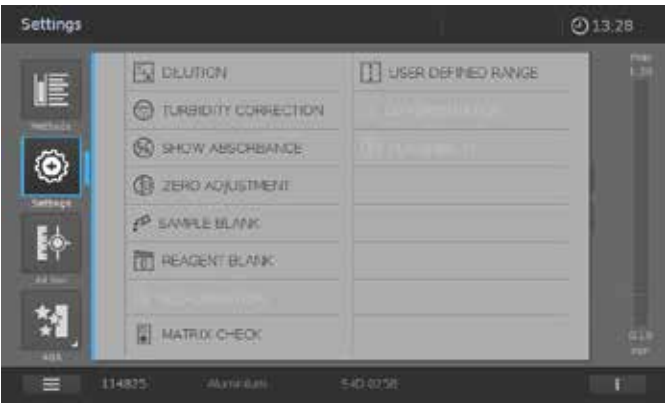 Settings
13:28
DILUTION
TURBIDITY CORRECTION
SHOW ABSORBANCE
ZERO ADJUSTMENT
SAMPLE BLANK
REAGENT BLANK
MATRIX CHECK
USER DEFINED RANGE
Methods
Settings
AQA
114825 Aluminium